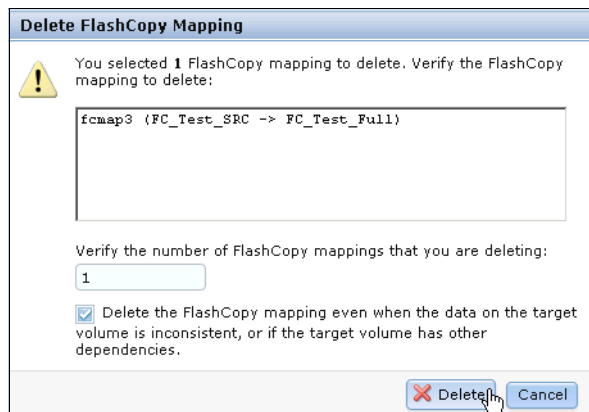 Delete FlashCopy Mapping
You selected 1 FlashCopy mapping to delete. Verify the FlashCopy
mapping to delete:
fcmap3 (FC_Test_SRC -> FC_Test_Full)
Verify the number of FlashCopy mappings that you are deleting:
1
Delete the FlashCopy mapping even when the data on the target
volume is inconsistent, or if the target volume has other
dependencies.
Delete Cancel